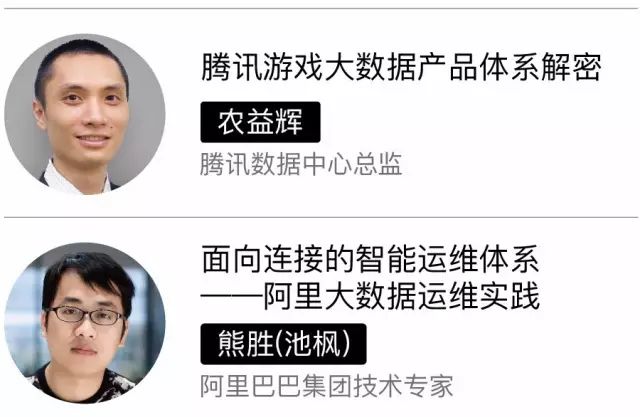 腾讯游戏大数据产品体系解密
农益辉
腾讯数据中心总监
面向连接的智能运维体系
——阿里大数据运维实践
熊胜(池枫)
阿里巴巴集团技术专家